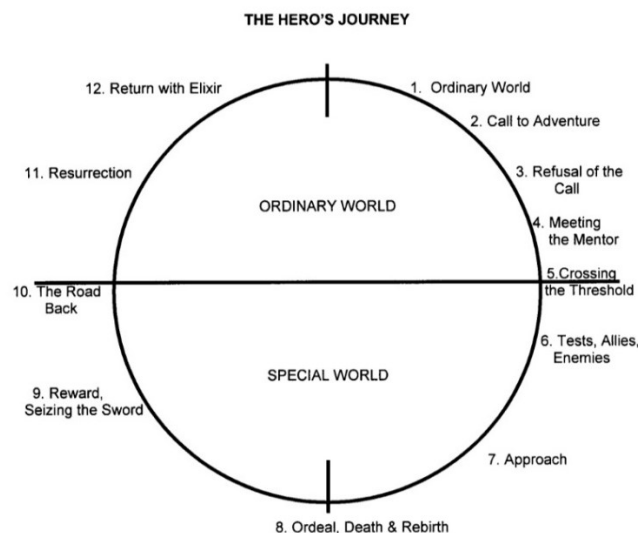 THE HERO'S JOURNEY
1. Ordinary World
2. Call to Adventure
3. Refusal of the
Call
4. Meeting
the Mentor
5.Crossing
the Threshold
6. Tests, Allies,
Enemies
7. Approach
8. Ordeal, Death & Rebirth
9. Reward,
Seizing the Sword
10. The Road
Back
11. Resurrection
12. Return with Elixir
ORDINARY WORLD
SPECIAL WORLD